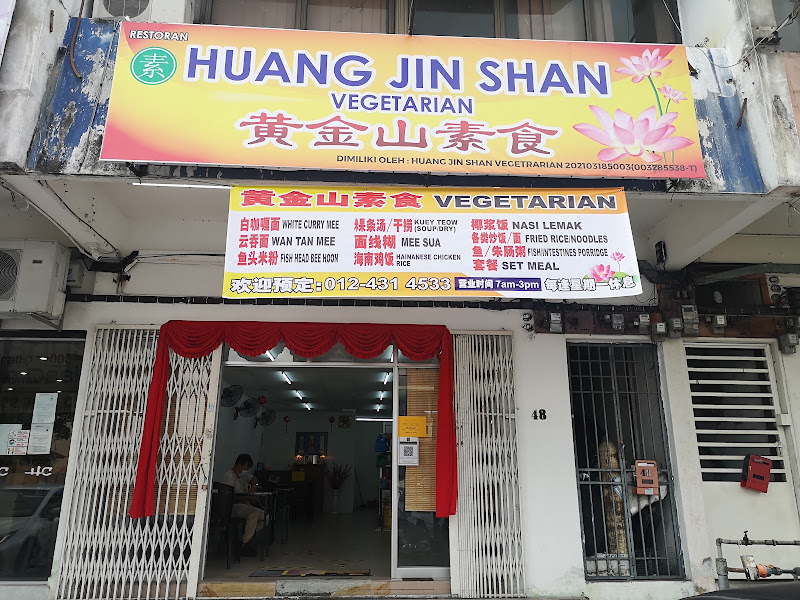 RESTORAN
素 HUANG JIN SHAN
VEGETARIAN
黄金山素食
DIMILIKI OLEH : HUANG JIN SHAN VEGETRARIAN 202103185003(003285538-T)
黄金山素食 VEGETARIAN
白咖喱面 WHITE CURRY MEE
云吞面 WAN TAN MEE
鱼头米粉 FISH HEAD BEE HOON
粿条汤/干捞 KUEY TEOW (SOUP/DRY)
面线糊 MEE SUA
海南鸡饭 HAINANESE CHICKEN RICE
椰浆饭 NASI LEMAK
各类炒饭/面 FRIED RICE/NOODLES
鱼/朱肠粥 FISH/INTESTINES PORRIDGE
套餐 SET MEAL
欢迎预定:012-431 4533 营业时间 7am-3pm 每逢星期一休息
48